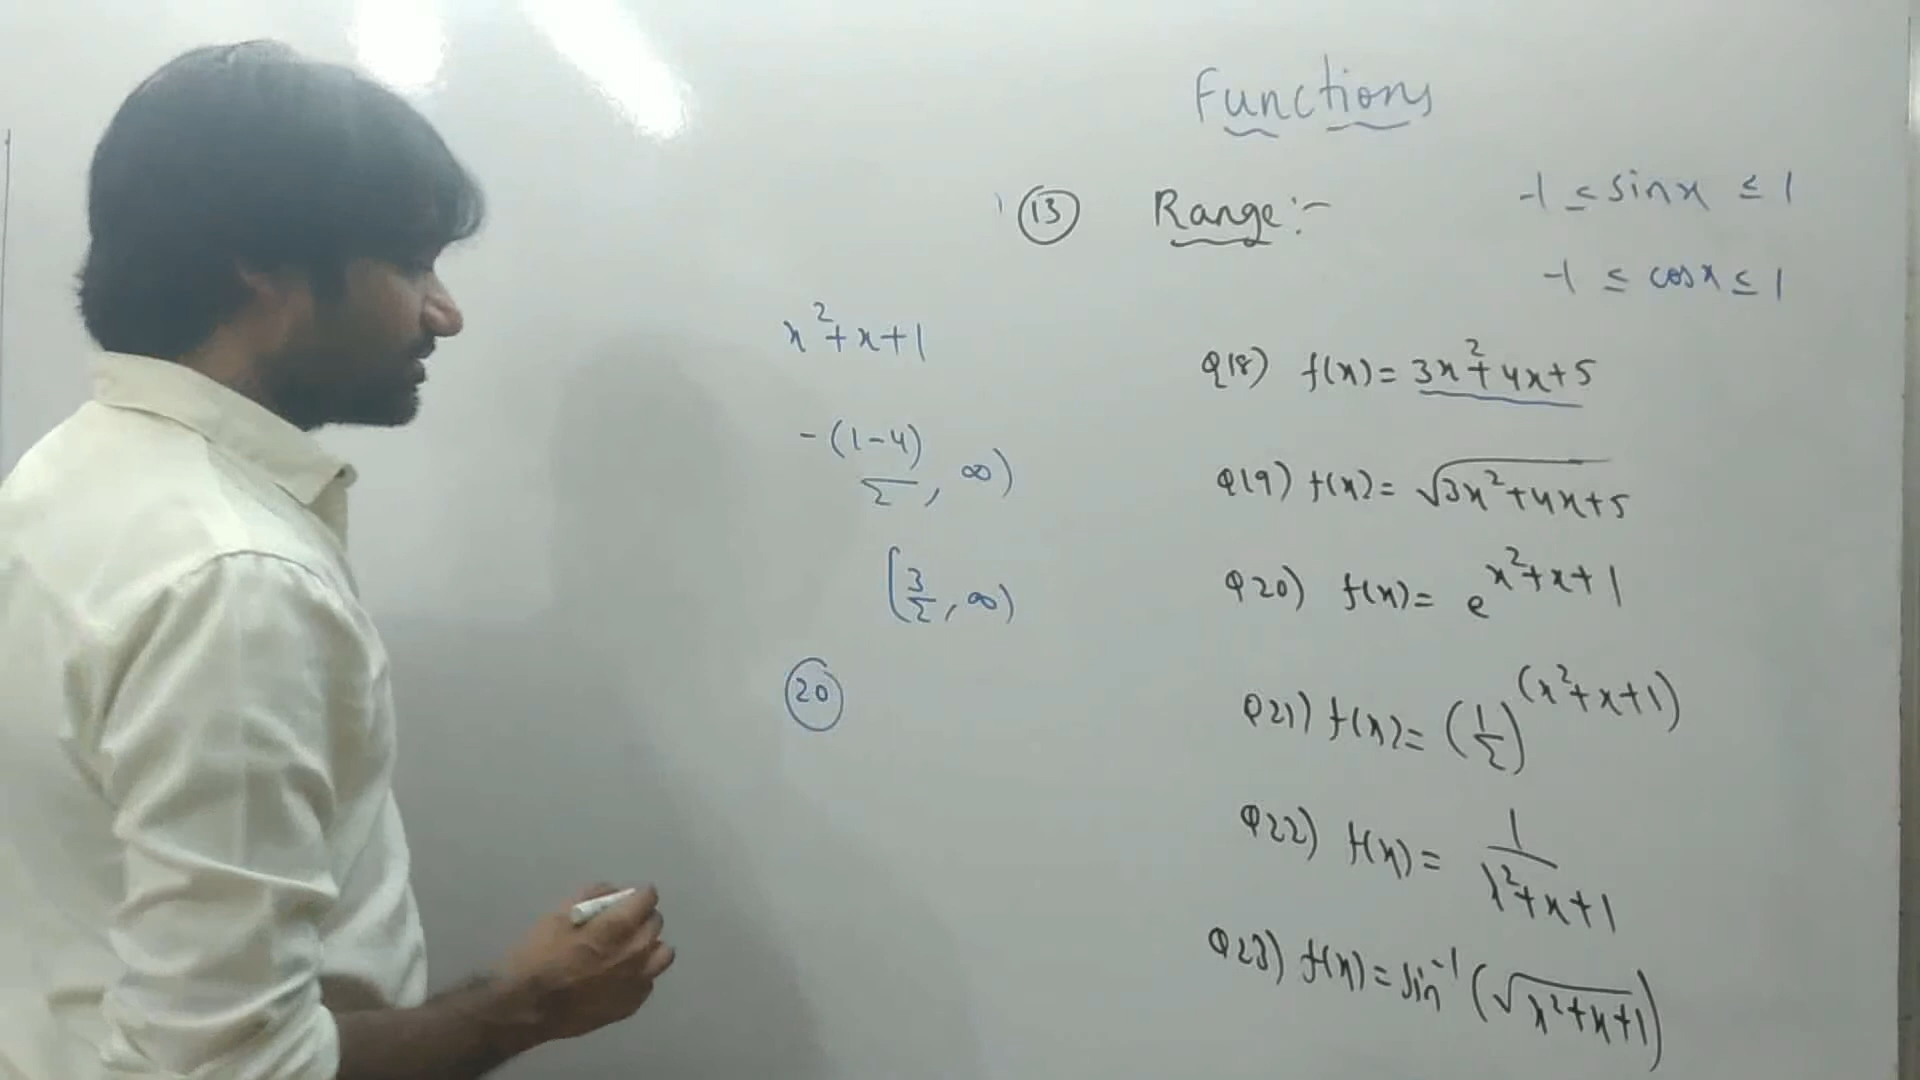 Functions
13 Range:-
-1 ≤ sinx ≤ 1
-1 ≤ cosx ≤ 1
x²+x+1
-(1-4)/2, ∞)
[3/2, ∞)
20
Q18) f(x) = 3x²+4x+5
Q19) f(x) = √3x²+4x+5
Q20) f(x) = e^x²+x+1
Q21) f(x) = (1/2)^(x²+x+1)
Q22) f(x) = 1/x²+x+1
Q23) f(x) = sin⁻¹(√x²+x+1)